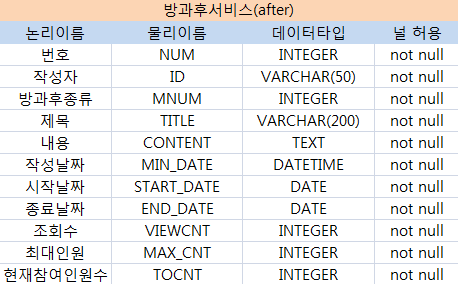 방과후서비스(after)
논리이름 물리이름 데이터타입 널 허용
번호 NUM INTEGER not null
작성자 ID VARCHAR(50) not null
방과후종류 MNUM INTEGER not null
제목 TITLE VARCHAR(200) not null
내용 CONTENT TEXT not null
작성날짜 MIN_DATE DATETIME not null
시작날짜 START_DATE DATE not null
종료날짜 END_DATE DATE not null
조회수 VIEWCNT INTEGER not null
최대인원 MAX_CNT INTEGER not null
현재참여인원수 TOCNT INTEGER not null